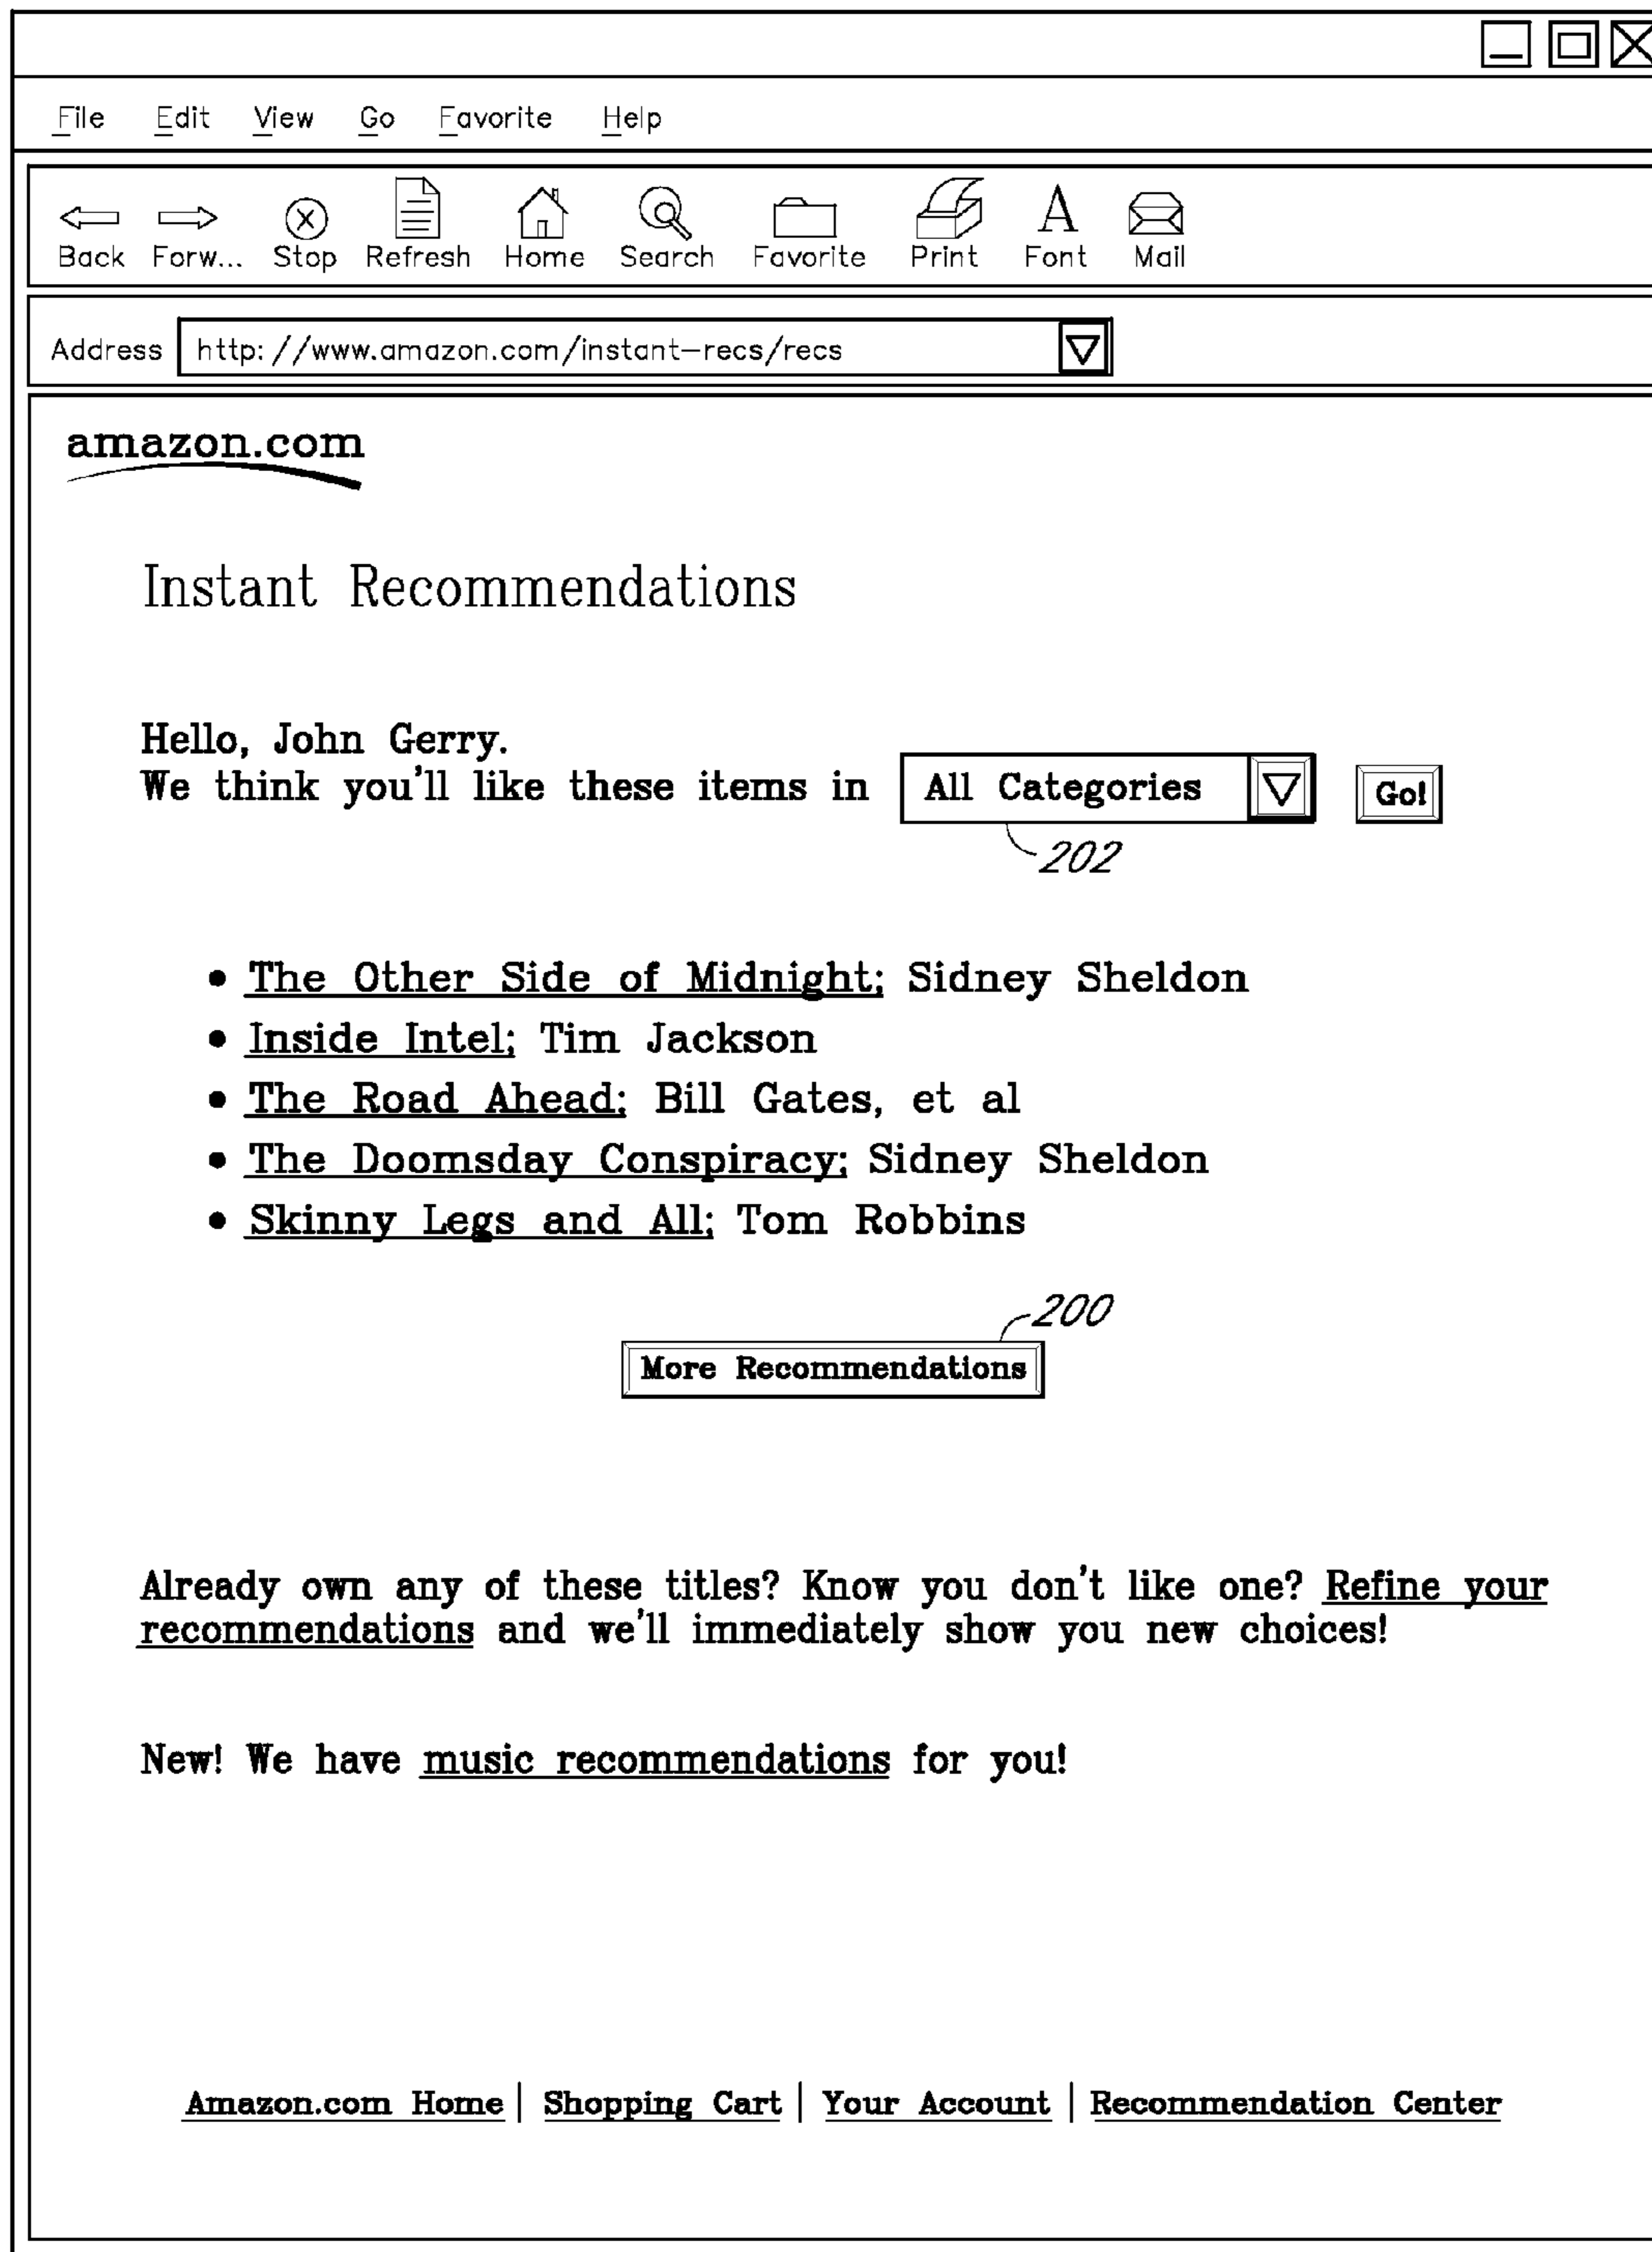 File Edit View Go Favorite Help
Back Forw... Stop Refresh Home Search Favorite Print Font Mail
Address http://www.amazon.com/instant-recs/recs
amazon.com
Instant Recommendations
Hello, John Gerry.
We think you'll like these items in All Categories Go!
202
• The Other Side of Midnight; Sidney Sheldon
• Inside Intel; Tim Jackson
• The Road Ahead; Bill Gates, et al
• The Doomsday Conspiracy; Sidney Sheldon
• Skinny Legs and All; Tom Robbins
200
More Recommendations
Already own any of these titles? Know you don't like one? Refine your
recommendations and we'll immediately show you new choices!
New! We have music recommendations for you!
Amazon.com Home | Shopping Cart | Your Account | Recommendation Center